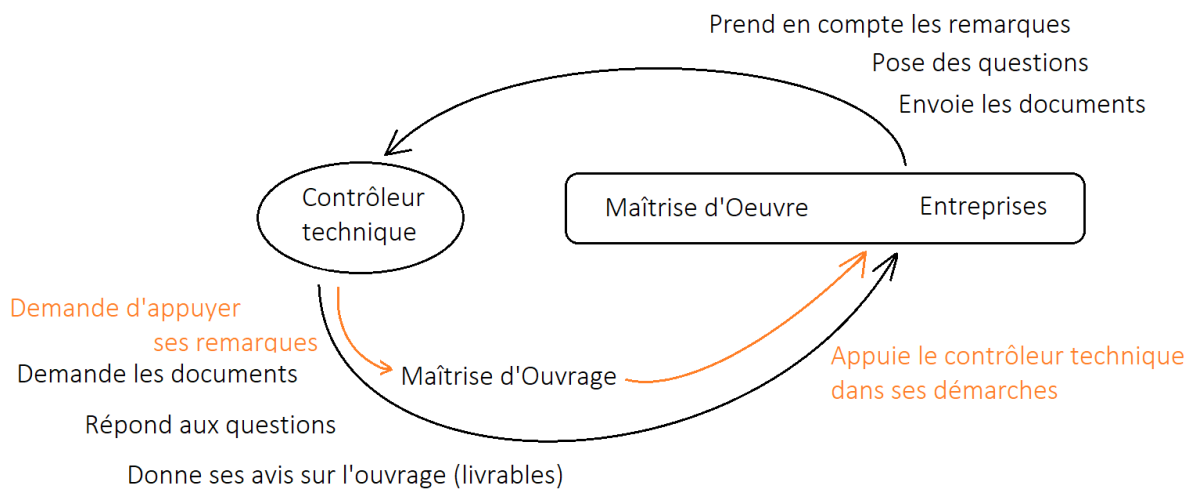 Prend en compte les remarques
Pose des questions
Envoie les documents
Contrôleur
technique
Maîtrise d'Oeuvre
Entreprises
Demande d'appuyer
ses remarques
Demande les documents
Répond aux questions
Donne ses avis sur l'ouvrage (livrables)
Maîtrise d'Ouvrage
Appuie le contrôleur technique
dans ses démarches